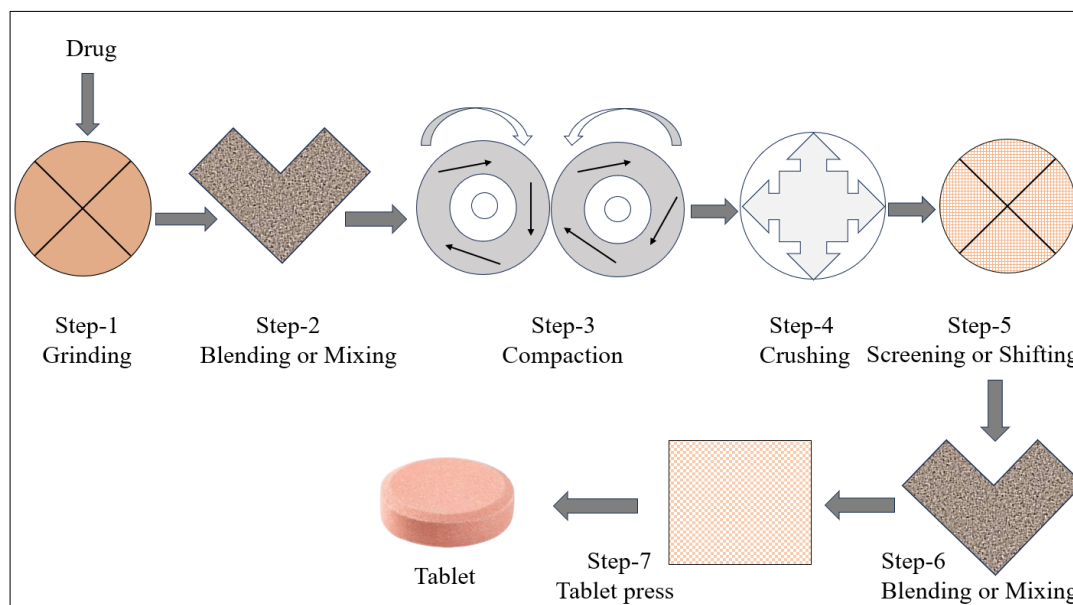 Drug
Step-1
Grinding
Step-2
Blending or Mixing
Step-3
Compaction
Step-4
Crushing
Step-5
Screening or Shifting
Step-6
Blending or Mixing
Step-7
Tablet press
Tablet